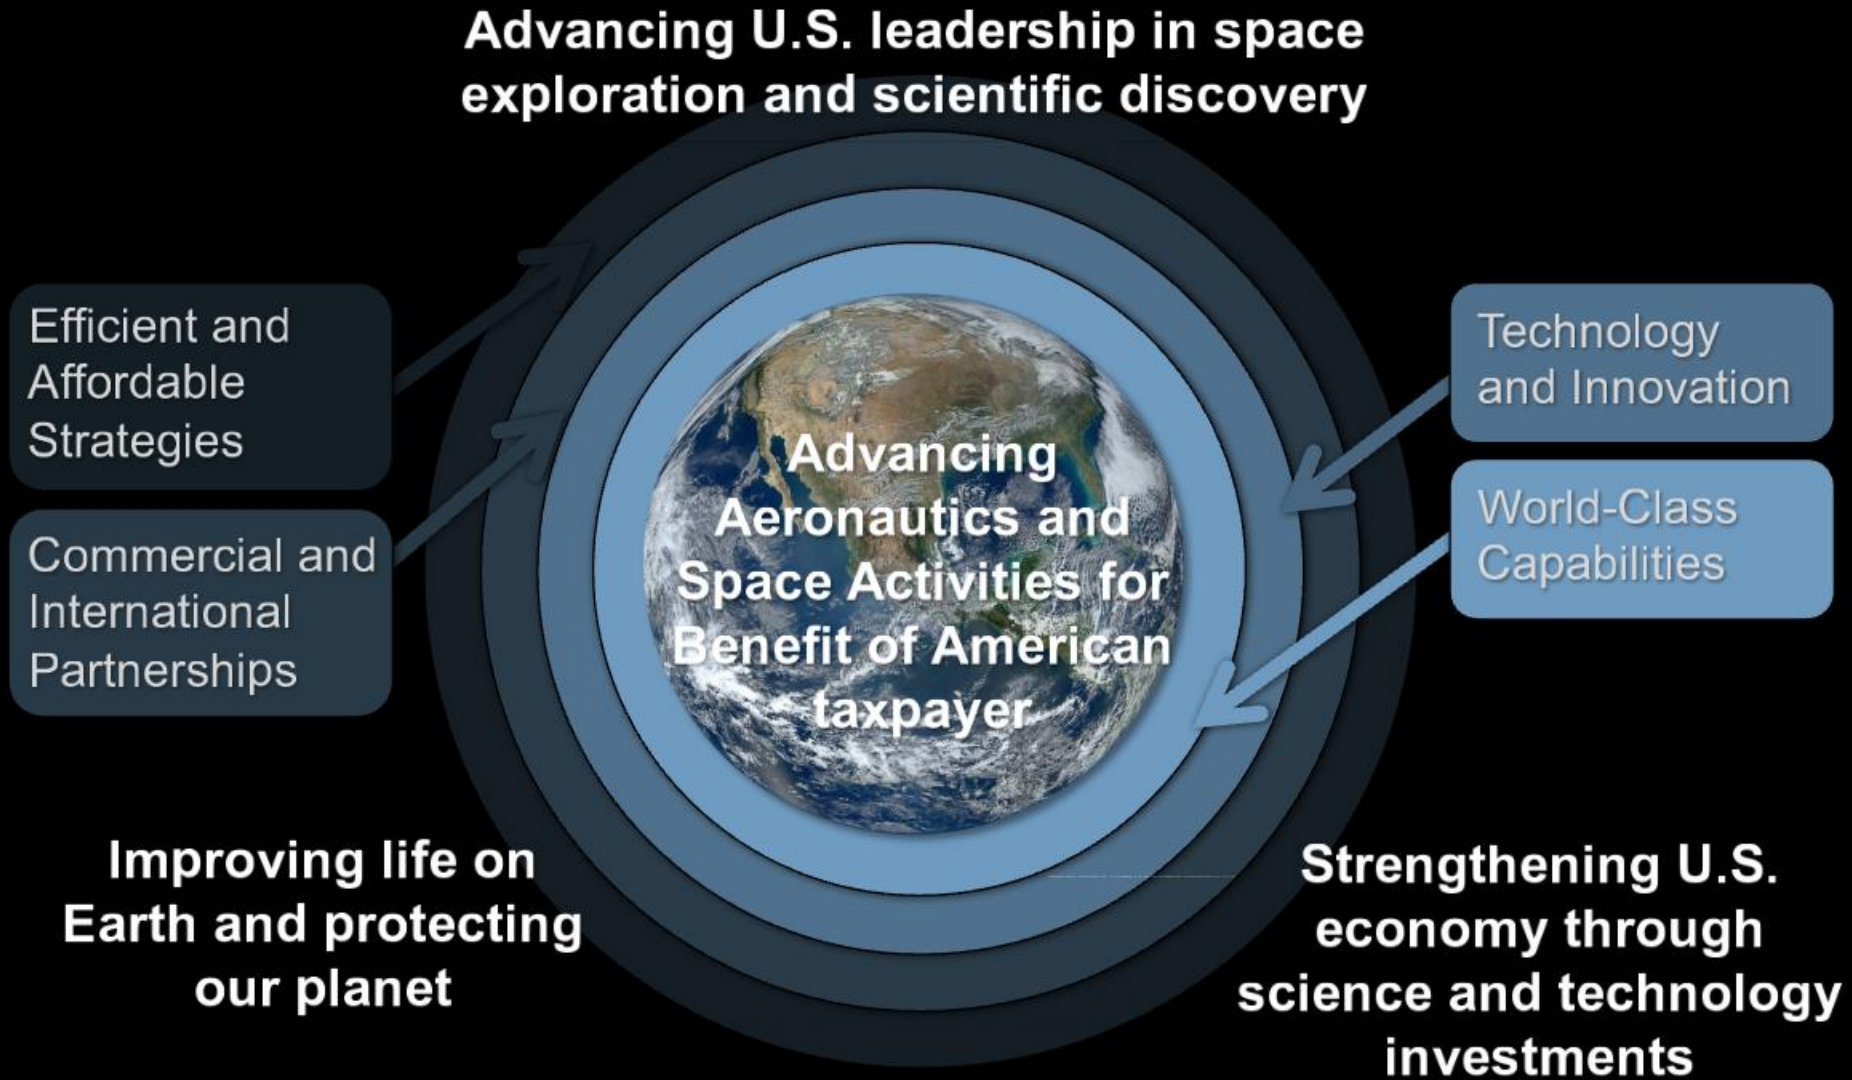 Advancing U.S. leadership in space
exploration and scientific discovery
Efficient and
Affordable
Strategies
Commercial and
International
Partnerships
Technology
and Innovation
World-Class
Capabilities
Advancing
Aeronautics and
Space Activities for
Benefit of American
taxpayer
Improving life on
Earth and protecting
our planet
Strengthening U.S.
economy through
science and technology
investments